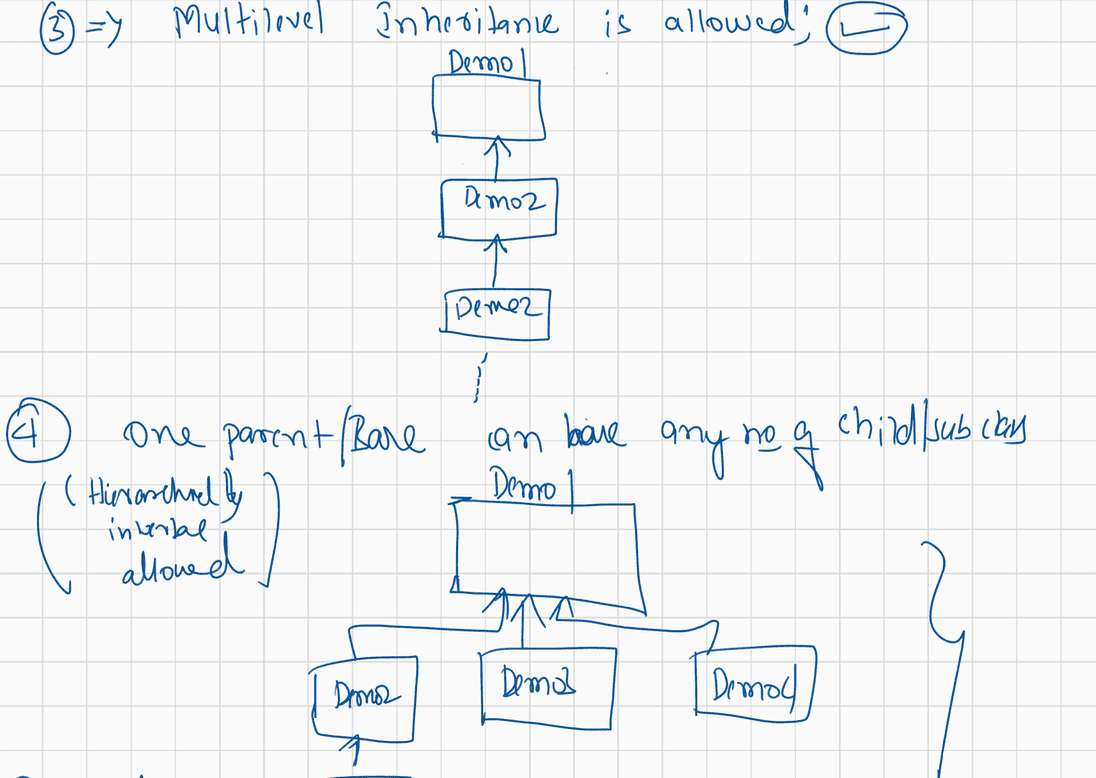 ③ => Multilevel Inheritance is allowed;
Demo1
Demo2
Demo2
④ One parent/Base can have any no of child/sub class
(Hierarchically
allowed)
Demo1
Demo2 Demo3 Demo4